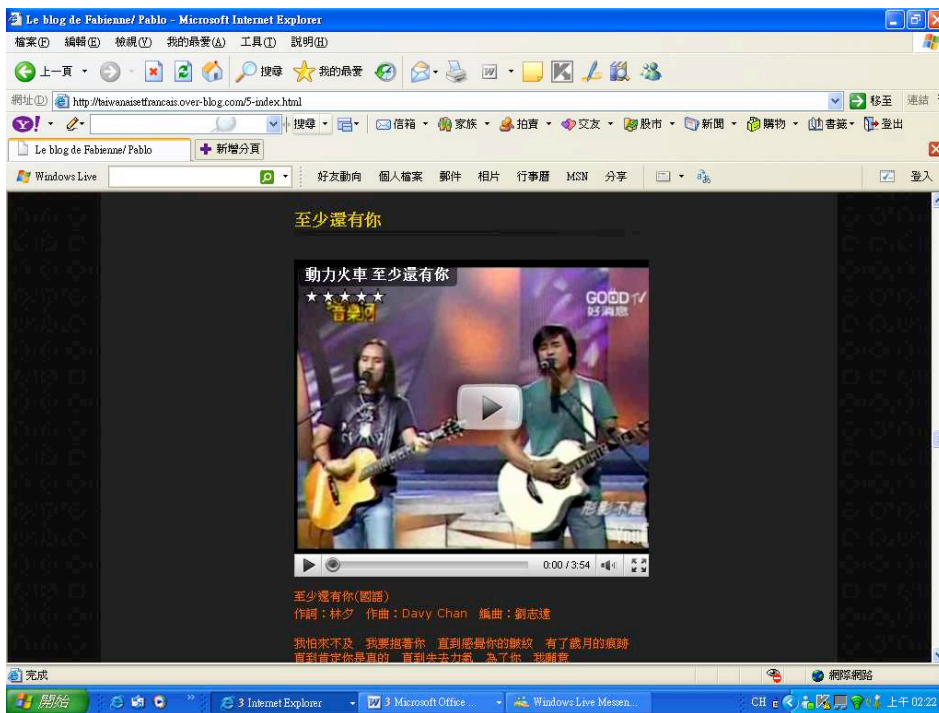 Le blog de Fabienne/ Pablo - Microsoft Internet Explorer
檔案(F) 編輯(E) 檢視(V) 我的最愛(A) 工具(T) 說明(H)
上一頁 搜尋 我的最愛
網址(D) http://taiwanaisetfrancais.over-blog.com/5-index.html 移至 連結
Y! 搜尋 信箱 家族 拍賣 交友 股市 新聞 購物 書籤 登出
Le blog de Fabienne/ Pablo 新增分頁
Windows Live 好友動向 個人檔案 郵件 相片 行事曆 MSN 分享 登入
至少還有你
動力火車 至少還有你
GOOD TV
好消息
音樂河
形影不離
0:00 / 3:54
至少還有你(國語)
作詞：林夕 作曲：Davy Chan 編曲：劉志遠
我怕來不及 我要抱著你 直到感覺你的皺紋 有了歲月的痕跡
直到肯定你是真的 直到失去力氣 為了你 我願意
完成 網際網路
開始 3 Internet Explorer 3 Microsoft Office ... Windows Live Messen... CH 上午 02:22